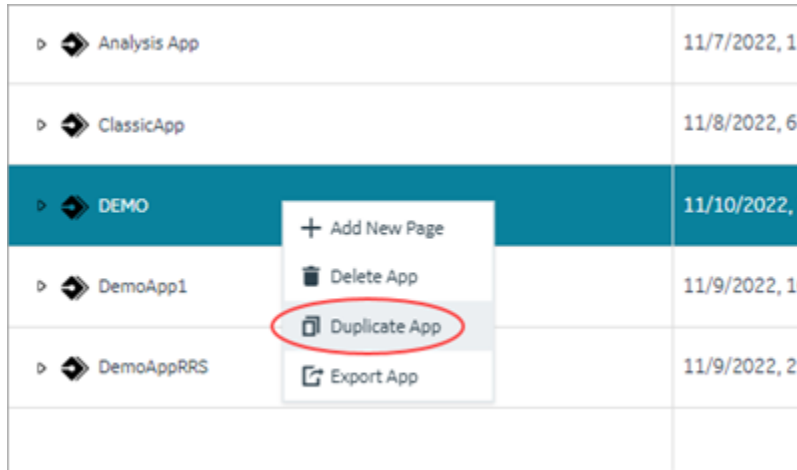 Analysis App 11/7/2022, 1
ClassicApp 11/8/2022, 6
DEMO 11/10/2022,
Add New Page
Delete App
DemoApp1 11/9/2022, 1
Duplicate App
DemoAppRRS 11/9/2022, 2
Export App